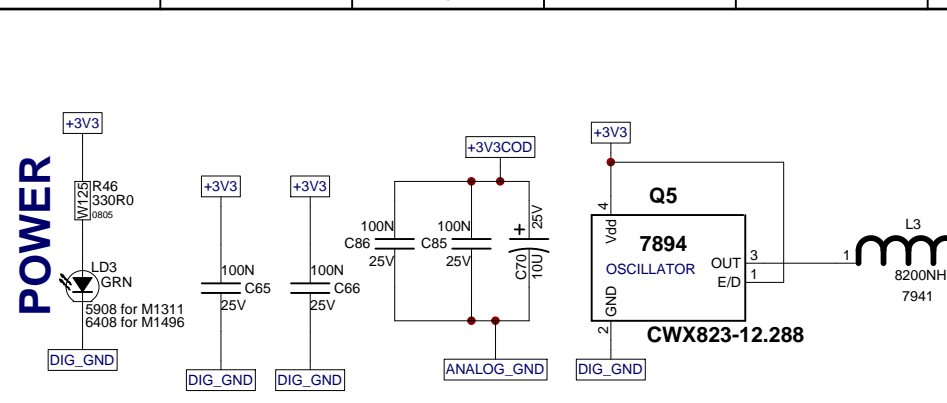 POWER
+3V3
W125
R46
330R0
0805
LD3
GRN
5908 for M1311
6408 for M1496
DIG_GND
+3V3
100N
C65
25V
DIG_GND
+3V3
100N
C66
25V
DIG_GND
+3V3COD
100N
C86
25V
100N
C85
25V
+
25V
C70
10U
ANALOG_GND
+3V3
Q5
4
Vdd
7894
OSCILLATOR
OUT
3
E/D
1
GND
2
CWX823-12.288
DIG_GND
1
L3
8200NH
7941